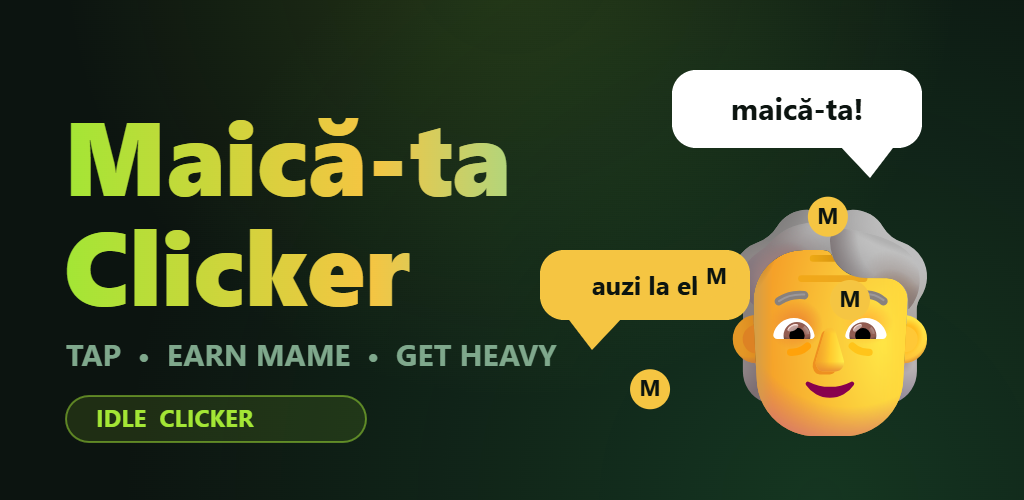 Maică-ta
Clicker
TAP • EARN MAME • GET HEAVY
IDLE CLICKER
maică-ta!
M
auzi la el M
M
M